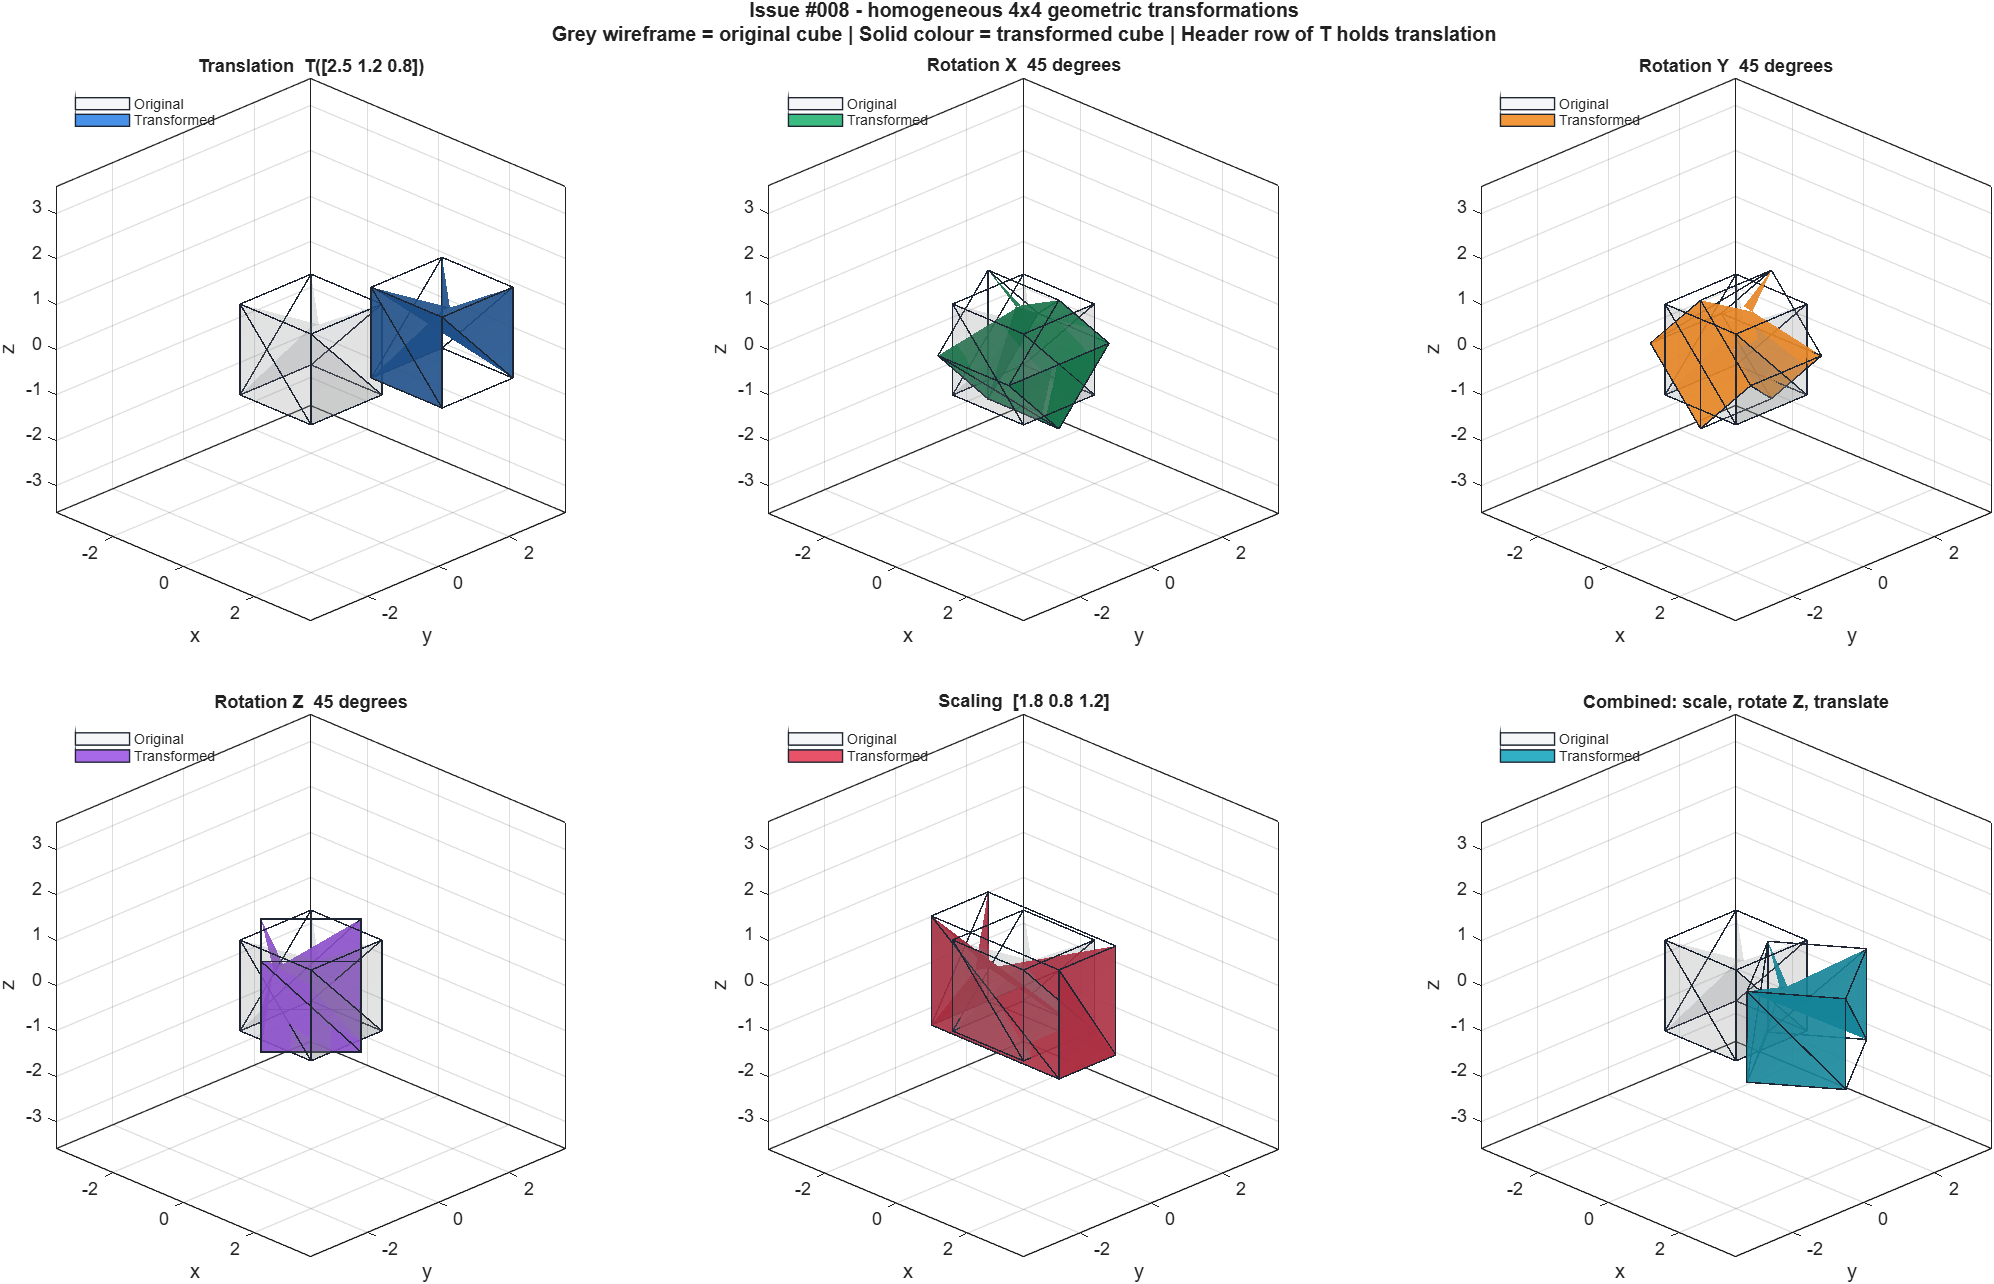 Issue #008 - homogeneous 4x4 geometric transformations
Grey wireframe = original cube | Solid colour = transformed cube | Header row of T holds translation
Translation  T([2.5 1.2 0.8])
Original
Transformed
3
2
1
0
-1
-2
-3
z
-2
0
2
x
-2
0
2
y
Rotation X  45 degrees
Original
Transformed
3
2
1
0
-1
-2
-3
z
-2
0
2
x
-2
0
2
y
Rotation Y  45 degrees
Original
Transformed
3
2
1
0
-1
-2
-3
z
-2
0
2
x
-2
0
2
y
Rotation Z  45 degrees
Original
Transformed
3
2
1
0
-1
-2
-3
z
-2
0
2
x
-2
0
2
y
Scaling  [1.8 0.8 1.2]
Original
Transformed
3
2
1
0
-1
-2
-3
z
-2
0
2
x
-2
0
2
y
Combined: scale, rotate Z, translate
Original
Transformed
3
2
1
0
-1
-2
-3
z
-2
0
2
x
-2
0
2
y